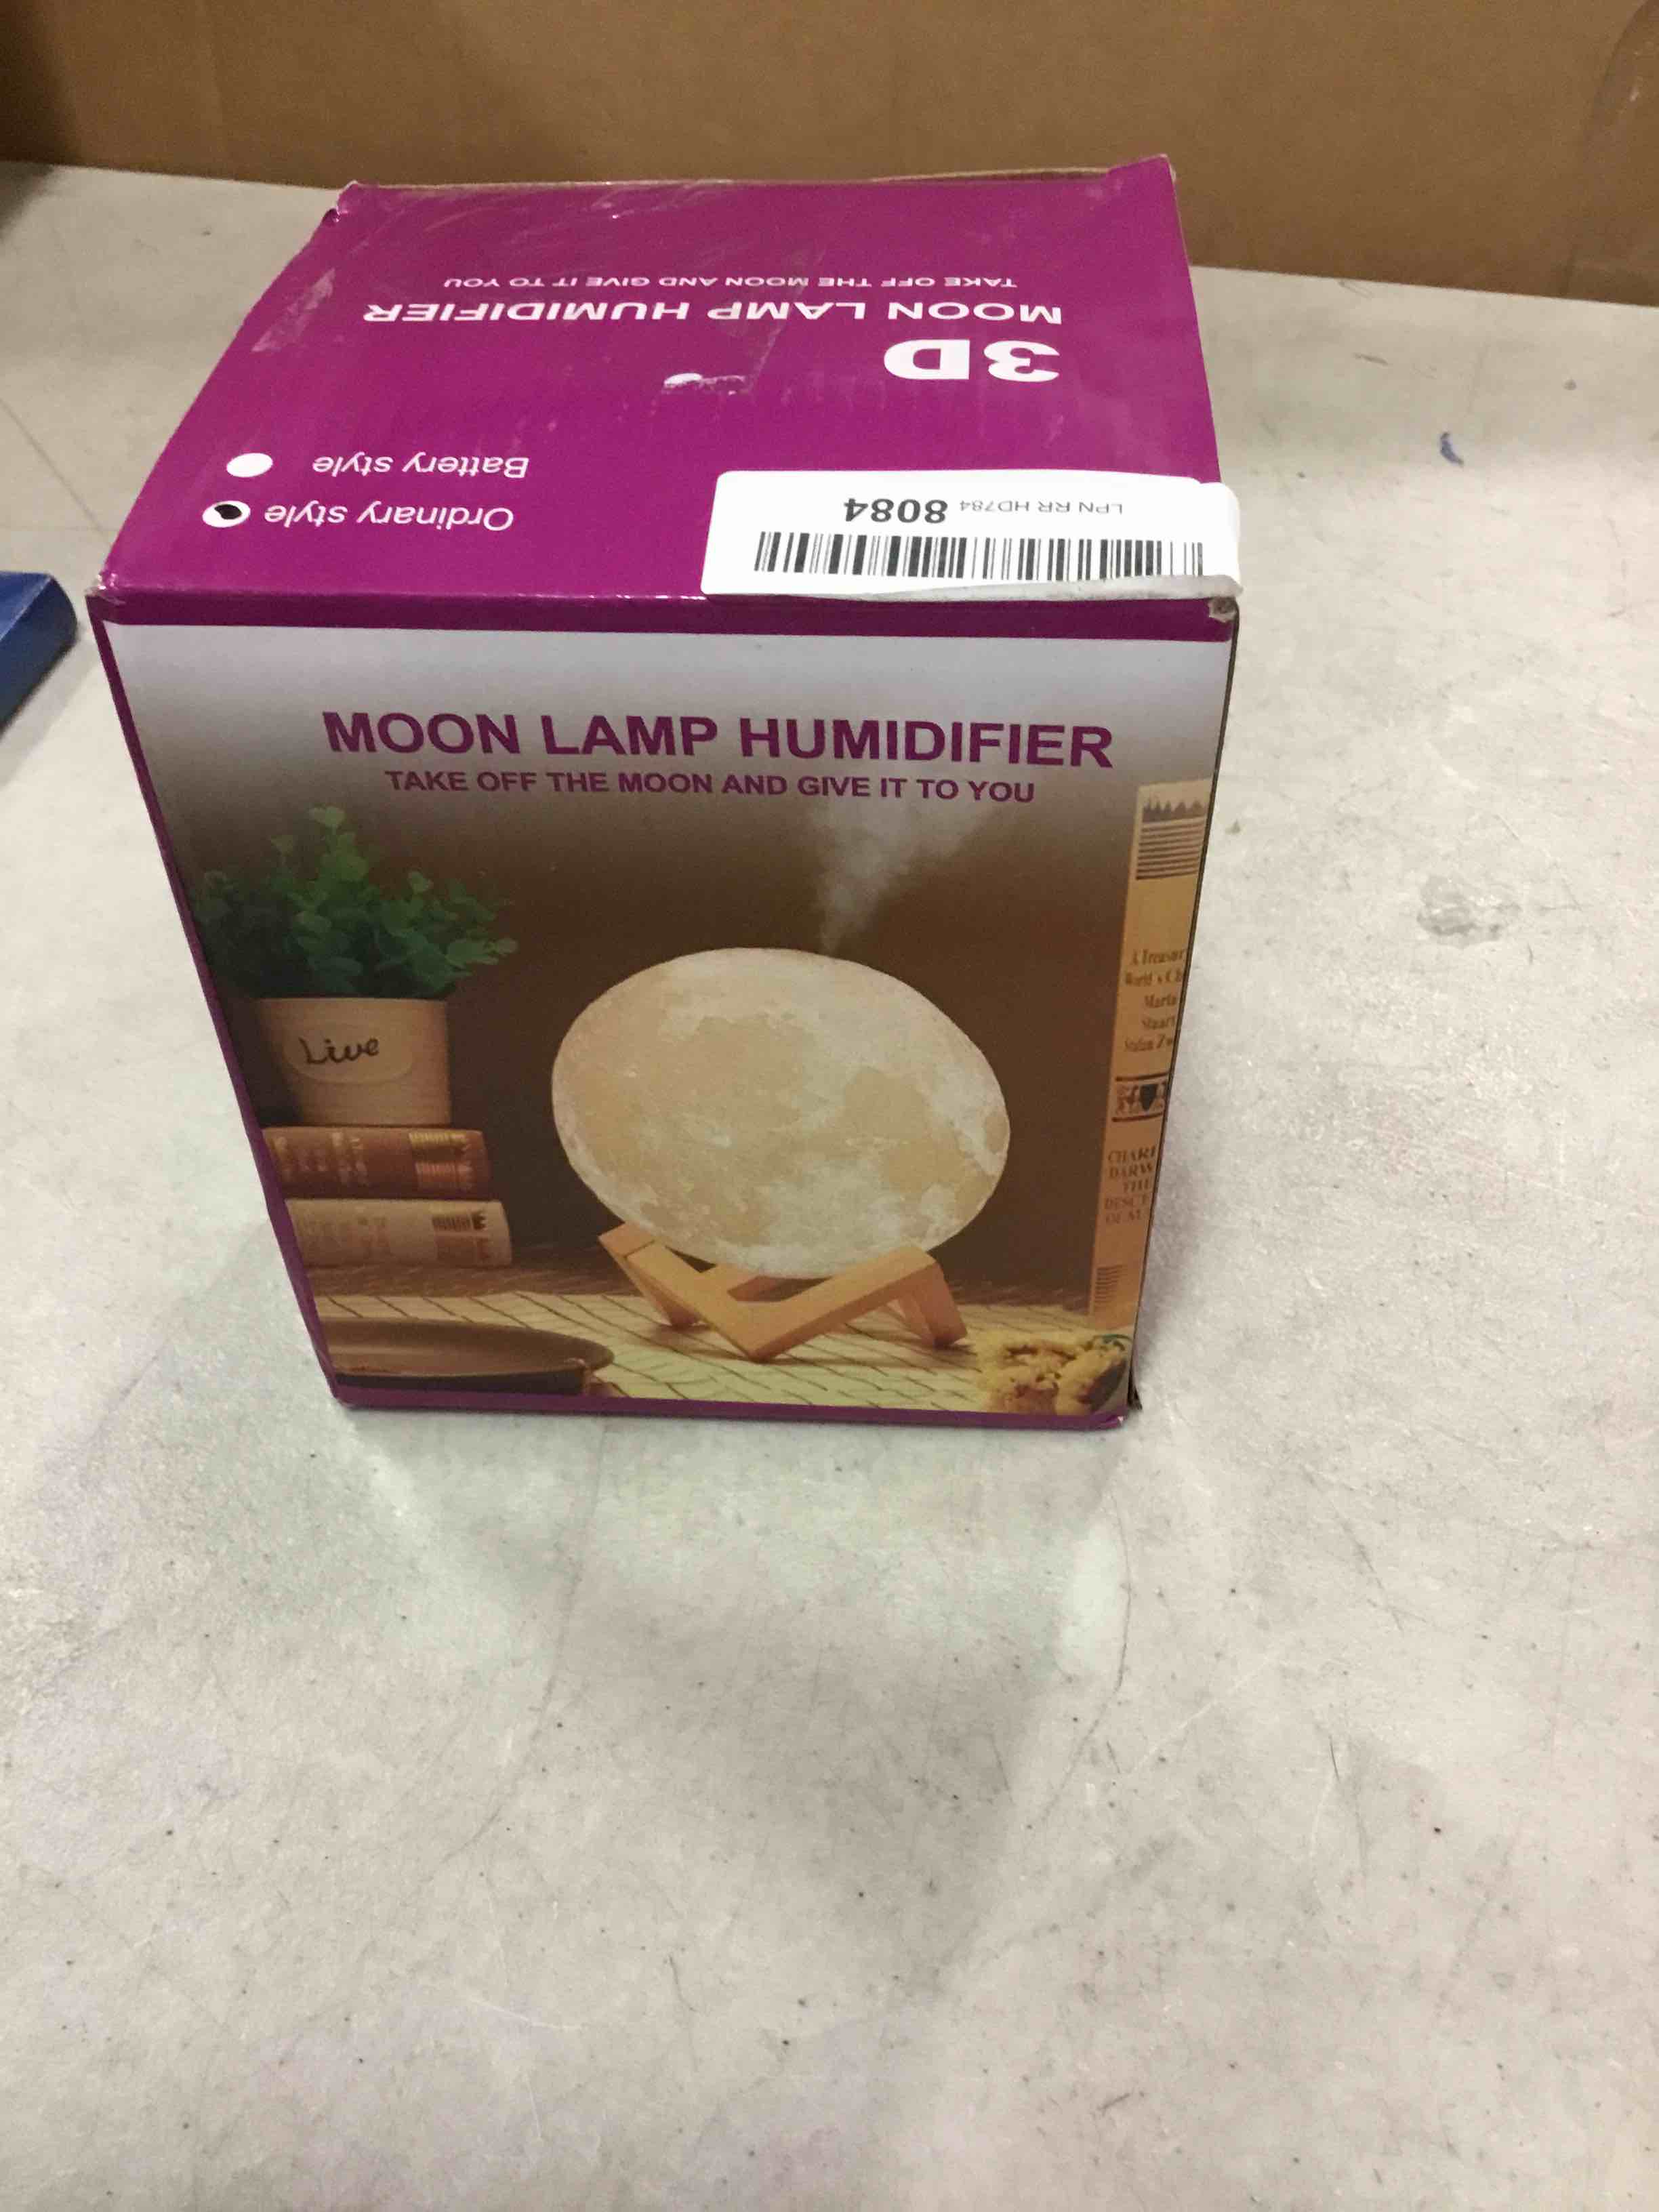 TAKE OFF THE MOON AND GIVE IT TO YOU
MOON LAMP HUMIDIFIER
3D
Battery style
Ordinary style
LPN RR HD784 8084
MOON LAMP HUMIDIFIER
TAKE OFF THE MOON AND GIVE IT TO YOU
Live